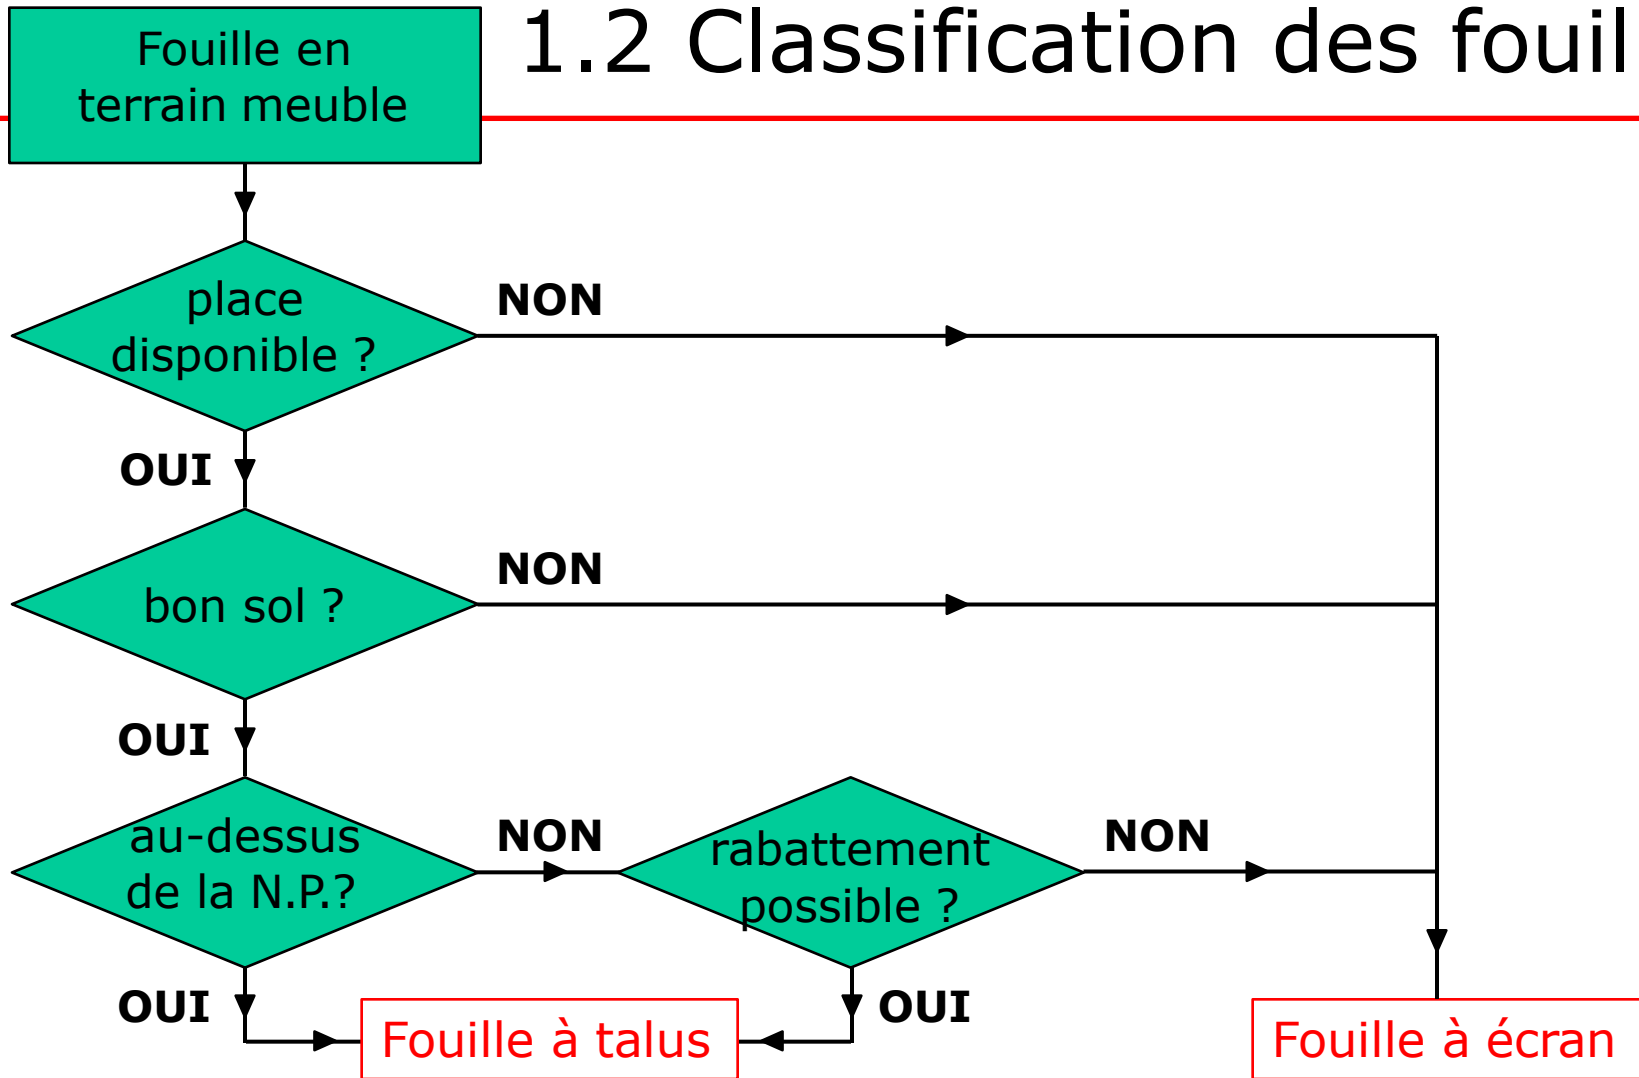 1.2 Classification des fouil
Fouille en
terrain meuble
place
disponible ?
NON
OUI
bon sol ?
NON
OUI
au-dessus
de la N.P.?
NON
rabattement
possible ?
NON
OUI
OUI
Fouille à talus
Fouille à écran